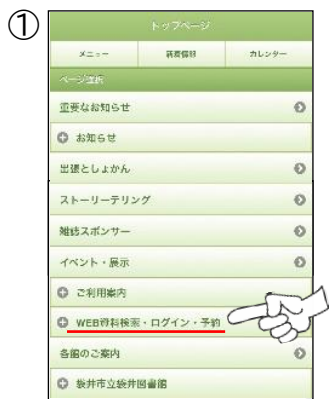 ①
トップページ
メニュー 新着情報 カレンダー
ページ選択
重要なお知らせ
お知らせ
出張としょかん
ストーリーテリング
雑誌スポンサー
イベント・展示
ご利用案内
WEB資料検索・ログイン・予約
各館のご案内
袋井市立袋井図書館